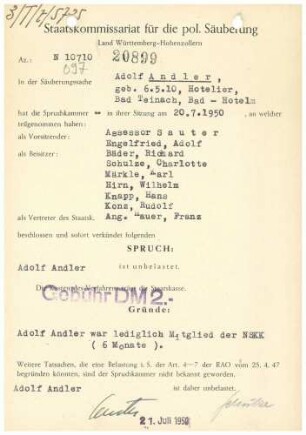 3/T/I/5735
Staatskommissariat für die pol. Säuberung
Land Württemberg-Hohenzollern
Az.: N 10710 20899
097
In der Säuberungssache Adolf Andler,
geb. 6.5.10, Hotelier,
Bad Teinach, Bad - Hotelm
hat die Spruchkammer – in ihrer Sitzung am 20.7.1950 , an welcher
teilgenommen haben:
als Vorsitzender: Assessor Sauter
Engelfried, Adolf
als Beisitzer: Bäder, Richard
Schulze, Charlotte
Märkle, Karl
Hirn, Wilhelm
Knapp, Hans
Konz, Rudolf
als Vertreter des Staatsk. Ang. Bauer, Franz
beschlossen und sofort verkündet folgenden
SPRUCH:
Adolf Andler ist unbelastet.
Die Kosten des Verfahrens trägt die Staatskasse.
Gebühr DM 2.-
Gründe:
Adolf Andler war lediglich Mitglied der NSKK
( 6 Monate ).
Weitere Tatsachen, die eine Belastung i. S. der Art. 4—7 der RAO vom 25. 4. 47
begründen könnten, sind der Spruchkammer nicht bekannt geworden.
Adolf Andler ist daher unbelastet.
21. Juli 1950